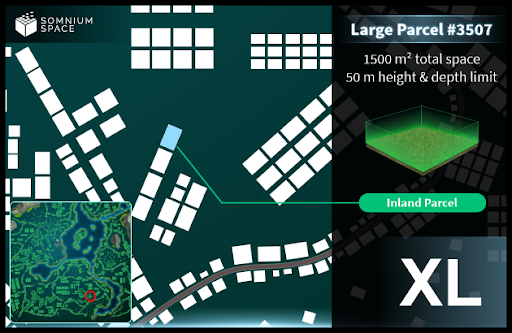 SOMNIUM
SPACE
Large Parcel #3507
1500 m² total space
50 m height & depth limit
Inland Parcel
XL